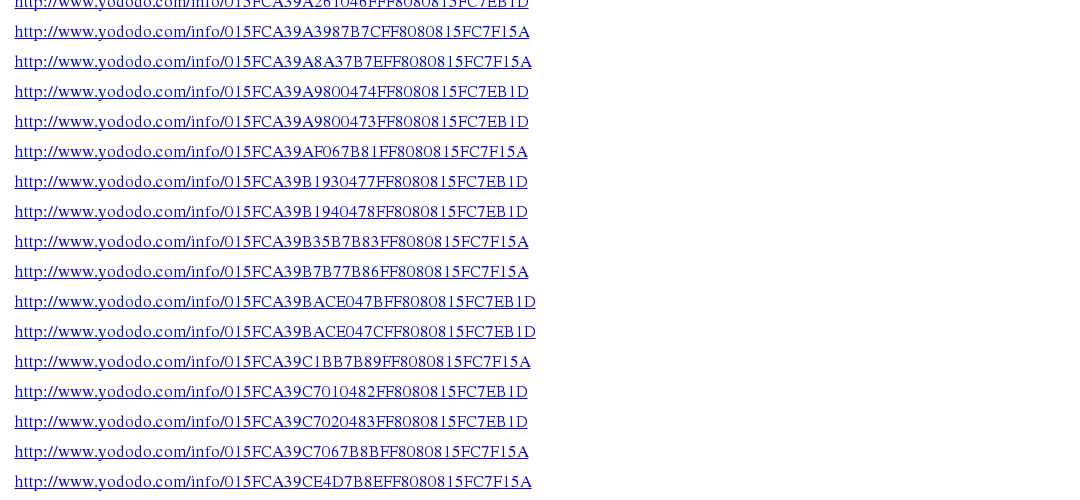 http://www.yododo.com/info/015FCA39A261046FFF8080815FC7EB1D
http://www.yododo.com/info/015FCA39A3987B7CFF8080815FC7F15A
http://www.yododo.com/info/015FCA39A8A37B7EFF8080815FC7F15A
http://www.yododo.com/info/015FCA39A9800474FF8080815FC7EB1D
http://www.yododo.com/info/015FCA39A9800473FF8080815FC7EB1D
http://www.yododo.com/info/015FCA39AF067B81FF8080815FC7F15A
http://www.yododo.com/info/015FCA39B1930477FF8080815FC7EB1D
http://www.yododo.com/info/015FCA39B1940478FF8080815FC7EB1D
http://www.yododo.com/info/015FCA39B35B7B83FF8080815FC7F15A
http://www.yododo.com/info/015FCA39B7B77B86FF8080815FC7F15A
http://www.yododo.com/info/015FCA39BACE047BFF8080815FC7EB1D
http://www.yododo.com/info/015FCA39BACE047CFF8080815FC7EB1D
http://www.yododo.com/info/015FCA39C1BB7B89FF8080815FC7F15A
http://www.yododo.com/info/015FCA39C7010482FF8080815FC7EB1D
http://www.yododo.com/info/015FCA39C7020483FF8080815FC7EB1D
http://www.yododo.com/info/015FCA39C7067B8BFF8080815FC7F15A
http://www.yododo.com/info/015FCA39CE4D7B8EFF8080815FC7F15A